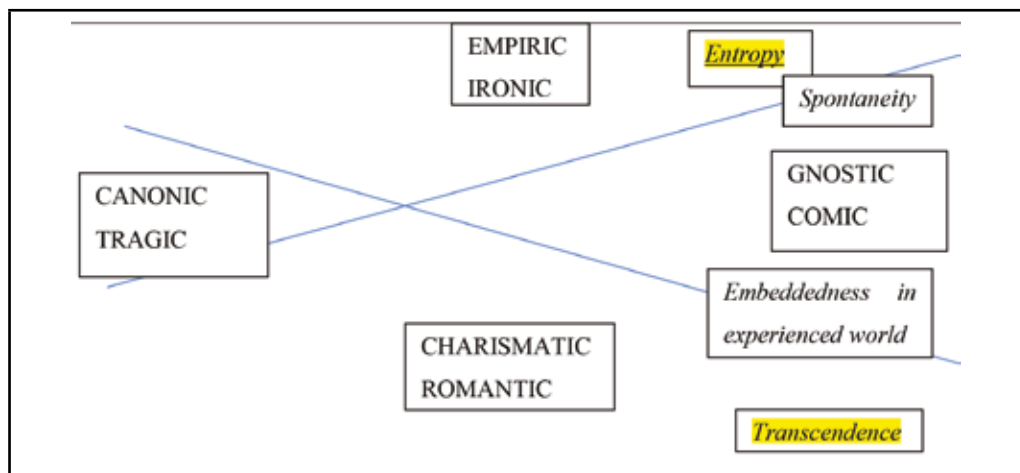 EMPIRIC
IRONIC
Entropy
Spontaneity
CANONIC
TRAGIC
GNOSTIC
COMIC
Embeddedness in
experienced world
CHARISMATIC
ROMANTIC
Transcendence